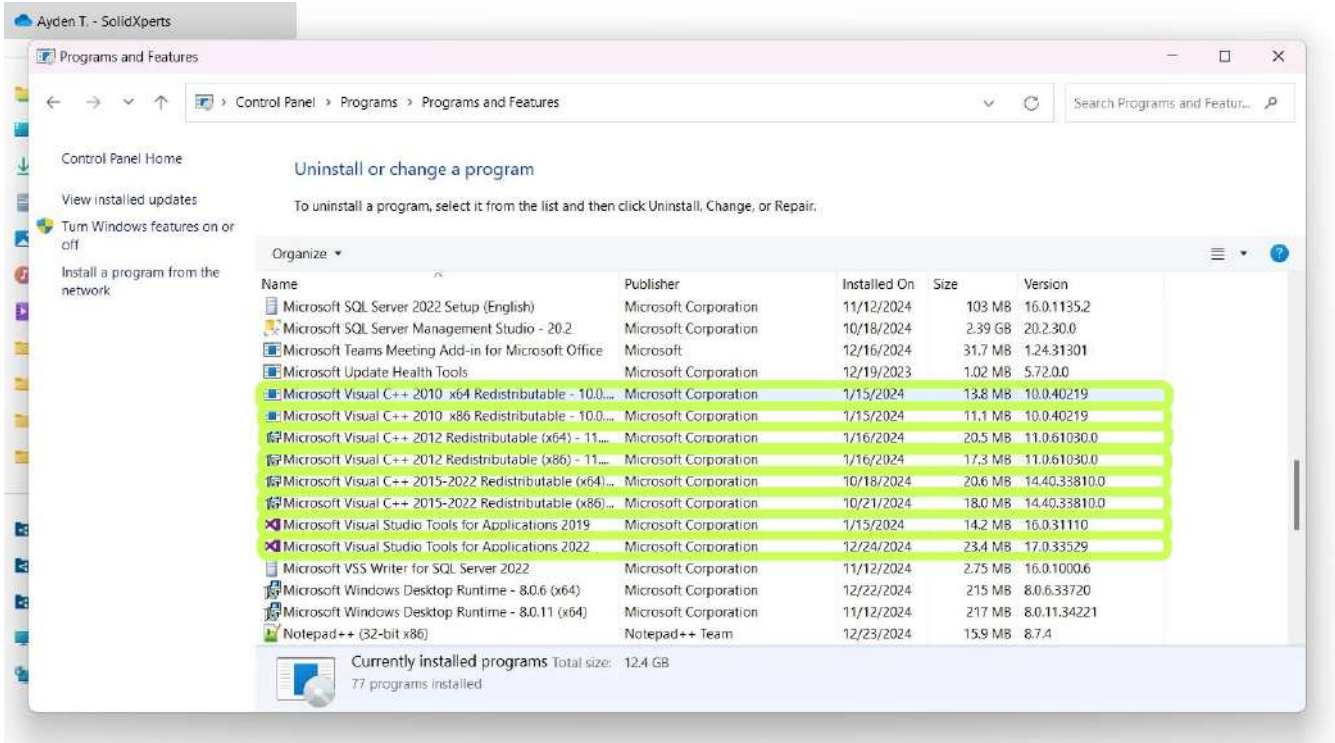 Ayden T. - SolidXperts
Programs and Features
Control Panel > Programs > Programs and Features
Search Programs and Featur...
Control Panel Home
View installed updates
Turn Windows features on or
off
Install a program from the
network
Uninstall or change a program
To uninstall a program, select it from the list and then click Uninstall, Change, or Repair.
Organize
Name Publisher Installed On Size Version
Microsoft SQL Server 2022 Setup (English) Microsoft Corporation 11/12/2024 103 MB 16.0.1135.2
Microsoft SQL Server Management Studio - 20.2 Microsoft Corporation 10/18/2024 2.39 GB 20.2.30.0
Microsoft Teams Meeting Add-in for Microsoft Office Microsoft 12/16/2024 31.7 MB 1.24.31301
Microsoft Update Health Tools Microsoft Corporation 12/19/2023 1.02 MB 5.72.0.0
Microsoft Visual C++ 2010 x64 Redistributable - 10.0.... Microsoft Corporation 1/15/2024 13.8 MB 10.0.40219
Microsoft Visual C++ 2010 x86 Redistributable - 10.0.... Microsoft Corporation 1/15/2024 11.1 MB 10.0.40219
Microsoft Visual C++ 2012 Redistributable (x64) - 11.... Microsoft Corporation 1/16/2024 20.5 MB 11.0.61030.0
Microsoft Visual C++ 2012 Redistributable (x86) - 11.... Microsoft Corporation 1/16/2024 17.3 MB 11.0.61030.0
Microsoft Visual C++ 2015-2022 Redistributable (x64)... Microsoft Corporation 10/18/2024 20.6 MB 14.40.33810.0
Microsoft Visual C++ 2015-2022 Redistributable (x86)... Microsoft Corporation 10/21/2024 18.0 MB 14.40.33810.0
Microsoft Visual Studio Tools for Applications 2019 Microsoft Corporation 1/15/2024 14.2 MB 16.0.31110
Microsoft Visual Studio Tools for Applications 2022 Microsoft Corporation 12/24/2024 23.4 MB 17.0.33529
Microsoft VSS Writer for SQL Server 2022 Microsoft Corporation 11/12/2024 2.75 MB 16.0.1000.6
Microsoft Windows Desktop Runtime - 8.0.6 (x64) Microsoft Corporation 12/22/2024 215 MB 8.0.6.33720
Microsoft Windows Desktop Runtime - 8.0.11 (x64) Microsoft Corporation 11/12/2024 217 MB 8.0.11.34221
Notepad++ (32-bit x86) Notepad++ Team 12/23/2024 15.9 MB 8.7.4
Currently installed programs Total size: 12.4 GB
77 programs installed